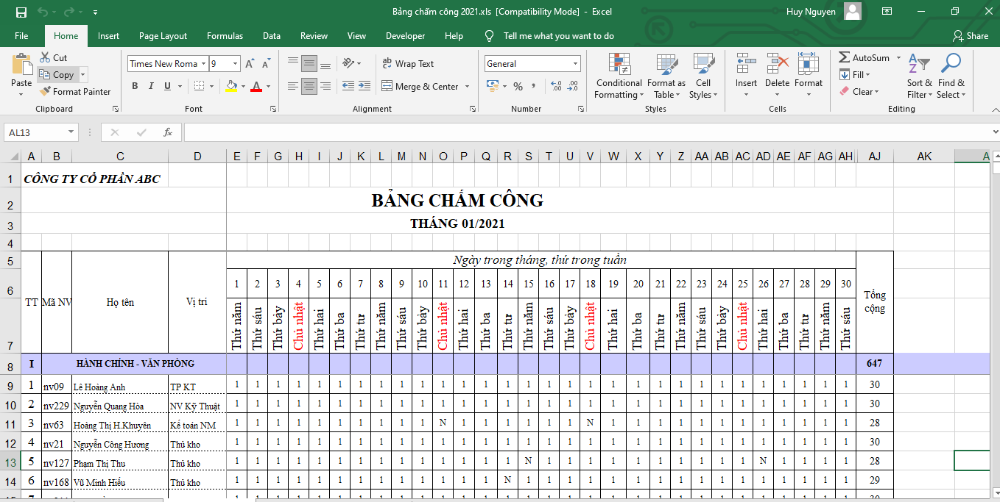 Bảng chấm công 2021.xls [Compatibility Mode] - Excel
Huy Nguyen
File Home Insert Page Layout Formulas Data Review View Developer Help Tell me what you want to do Share
Paste Cut Copy Format Painter Clipboard
Times New Roma 9 B I U Font
Wrap Text Merge & Center Alignment
General % Number
Conditional Formatting Format as Table Cell Styles Styles
Insert Delete Format Cells
AutoSum Fill Clear Sort & Filter Find & Select Editing
AL13 fx
A B C D E F G H I J K L M N O P Q R S T U V W X Y Z AA AB AC AD AE AF AG AH AJ AK A
1 CÔNG TY CỔ PHẦN ABC
2 BẢNG CHẤM CÔNG
3 THÁNG 01/2021
4
5 Ngày trong tháng, thứ trong tuần
6 1 2 3 4 5 6 7 8 9 10 11 12 13 14 15 16 17 18 19 20 21 22 23 24 25 26 27 28 29 30
TT Mã NV Họ tên Vị trí Tổng cộng
7 Thứ năm Thứ sáu Thứ bảy Chủ nhật Thứ hai Thứ ba Thứ tư Thứ năm Thứ sáu Thứ bảy Chủ nhật Thứ hai Thứ ba Thứ tư Thứ năm Thứ sáu Thứ bảy Chủ nhật Thứ hai Thứ ba Thứ tư Thứ năm Thứ sáu Thứ bảy Chủ nhật Thứ hai Thứ ba Thứ tư Thứ năm Thứ sáu
8 I HÀNH CHÍNH - VĂN PHÒNG 647
9 1 nv09 Lê Hoàng Anh TP KT 1 1 1 1 1 1 1 1 1 1 1 1 1 1 1 1 1 1 1 1 1 1 1 1 1 1 1 1 1 1 30
10 2 nv229 Nguyễn Quang Hòa NV Kỹ Thuật 1 1 1 1 1 1 1 1 1 1 1 1 1 1 1 1 1 1 1 1 1 1 1 1 1 1 1 1 1 1 30
11 3 nv63 Hoàng Thị H.Khuyên Kế toán NM 1 1 1 1 1 1 1 1 1 1 N 1 1 1 1 1 1 N 1 1 1 1 1 1 1 1 1 1 1 1 28
12 4 nv21 Nguyễn Công Hương Thủ kho 1 1 1 1 1 1 1 1 1 1 1 1 1 1 1 1 1 1 1 1 1 1 1 1 1 1 1 1 1 1 30
13 5 nv127 Phạm Thị Thu Thủ kho 1 1 1 1 1 1 1 1 1 1 1 1 1 1 N 1 1 1 1 1 1 1 1 1 1 N 1 1 1 1 28
14 6 nv168 Vũ Minh Hiếu Thủ kho 1 1 1 1 1 1 1 1 1 1 1 1 1 N 1 1 1 1 1 1 1 1 1 1 1 1 1 1 1 1 29